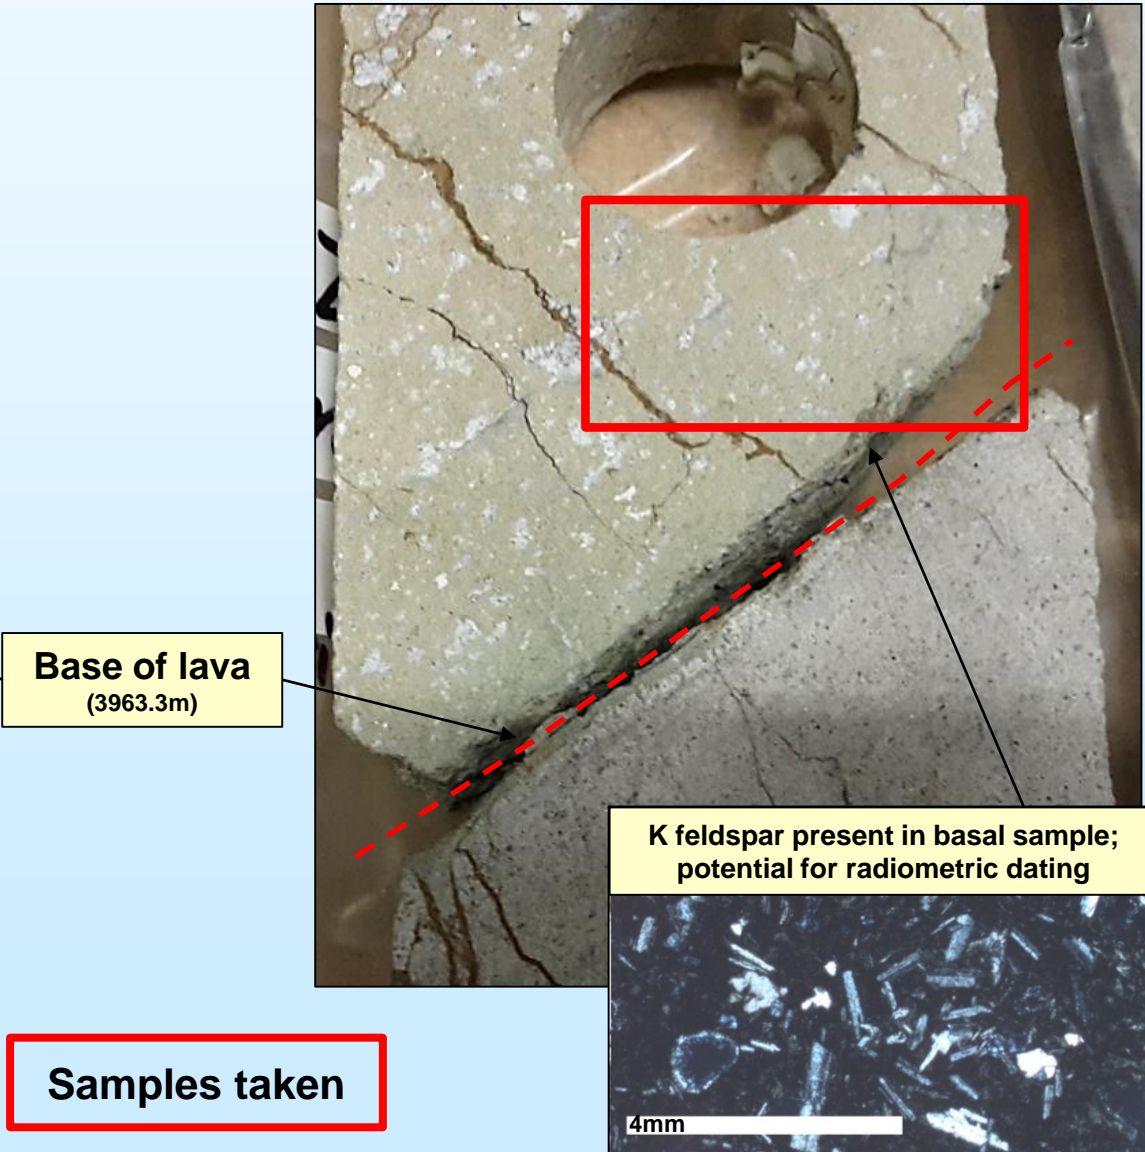 Base of lava
(3963.3m)
K feldspar present in basal sample;
potential for radiometric dating
4mm
Samples taken